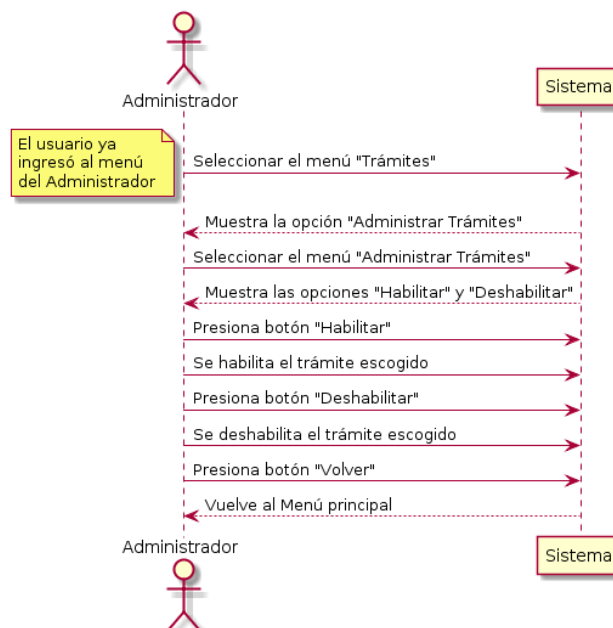 Administrador
Sistema
El usuario ya
ingresó al menú
del Administrador
Seleccionar el menú "Trámites"
Muestra la opción "Administrar Trámites"
Seleccionar el menú "Administrar Trámites"
Muestra las opciones "Habilitar" y "Deshabilitar"
Presiona botón "Habilitar"
Se habilita el trámite escogido
Presiona botón "Deshabilitar"
Se deshabilita el trámite escogido
Presiona botón "Volver"
Vuelve al Menú principal
Administrador
Sistema